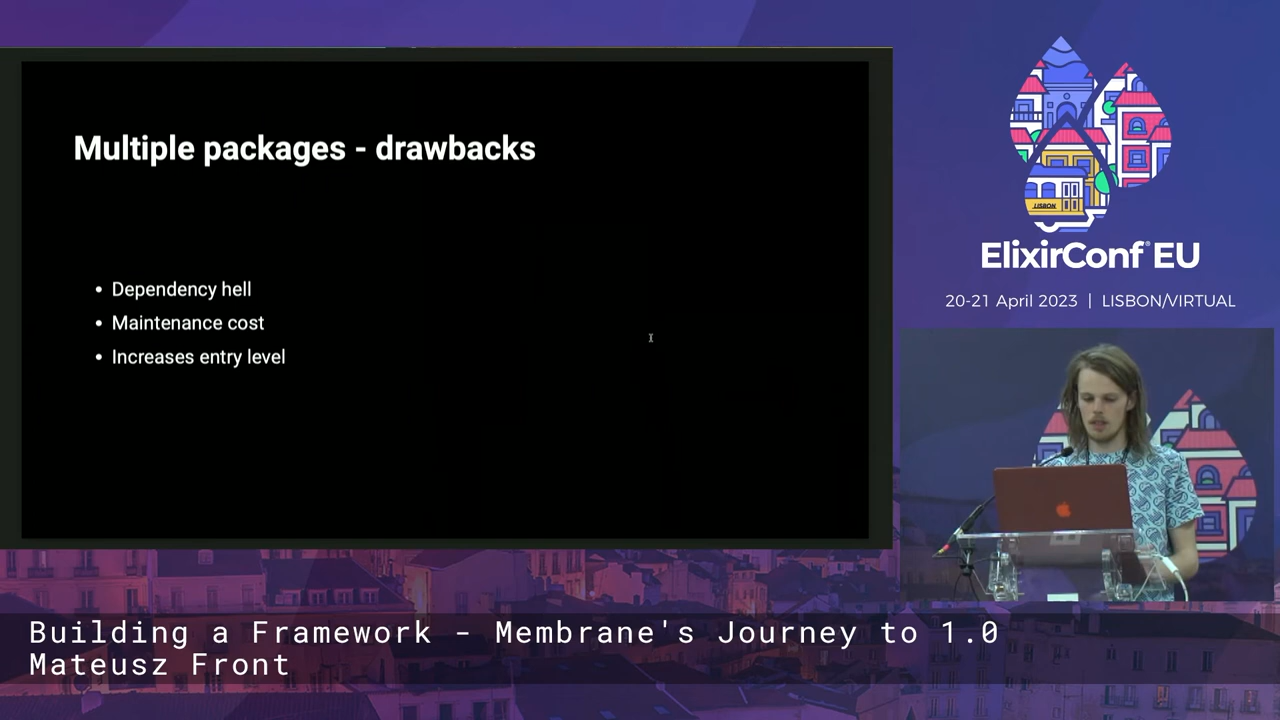 Multiple packages - drawbacks
• Dependency hell
• Maintenance cost
• Increases entry level
LISBON
ElixirConf® EU
20-21 April 2023 | LISBON/VIRTUAL
Building a Framework - Membrane's Journey to 1.0
Mateusz Front